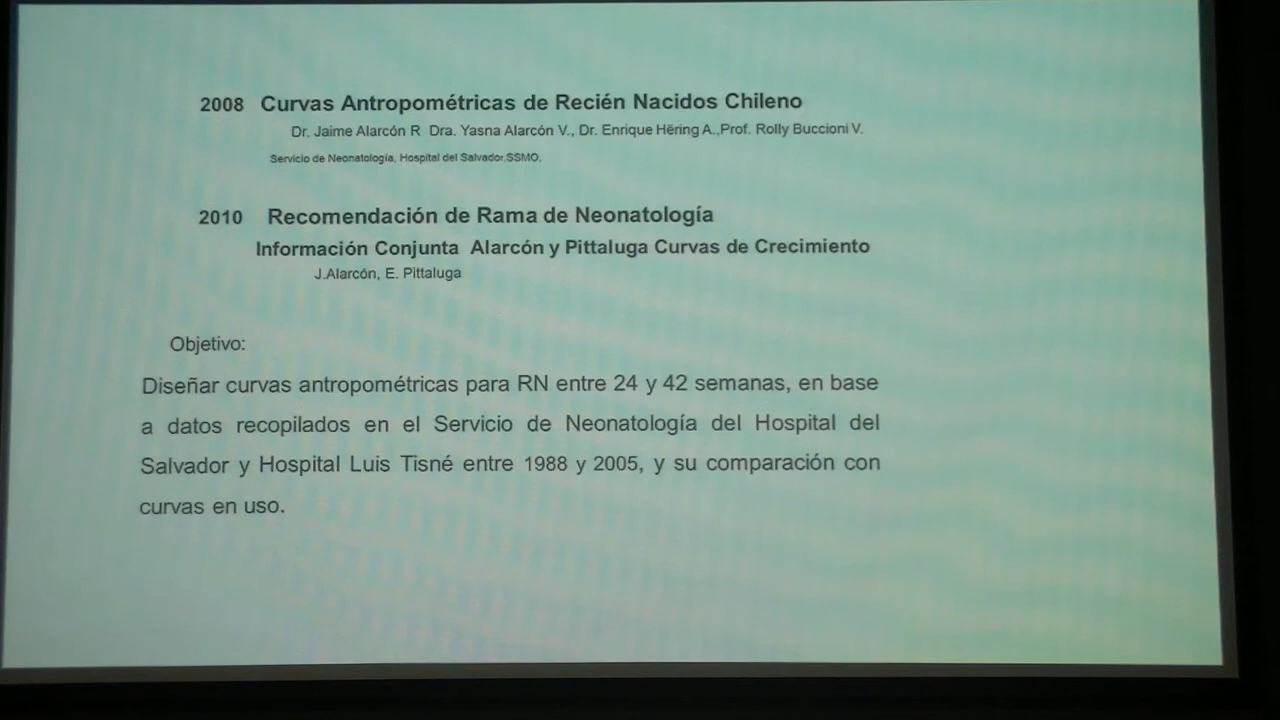 2008 Curvas Antropométricas de Recién Nacidos Chileno
Dr. Jaime Alarcón R Dra. Yasna Alarcón V., Dr. Enrique Hëring A.,Prof. Rolly Buccioni V.
Servicio de Neonatología, Hospital del Salvador.SSMO.
2010 Recomendación de Rama de Neonatología
Información Conjunta Alarcón y Pittaluga Curvas de Crecimiento
J.Alarcón, E. Pittaluga
Objetivo:
Diseñar curvas antropométricas para RN entre 24 y 42 semanas, en base
a datos recopilados en el Servicio de Neonatología del Hospital del
Salvador y Hospital Luis Tisné entre 1988 y 2005, y su comparación con
curvas en uso.